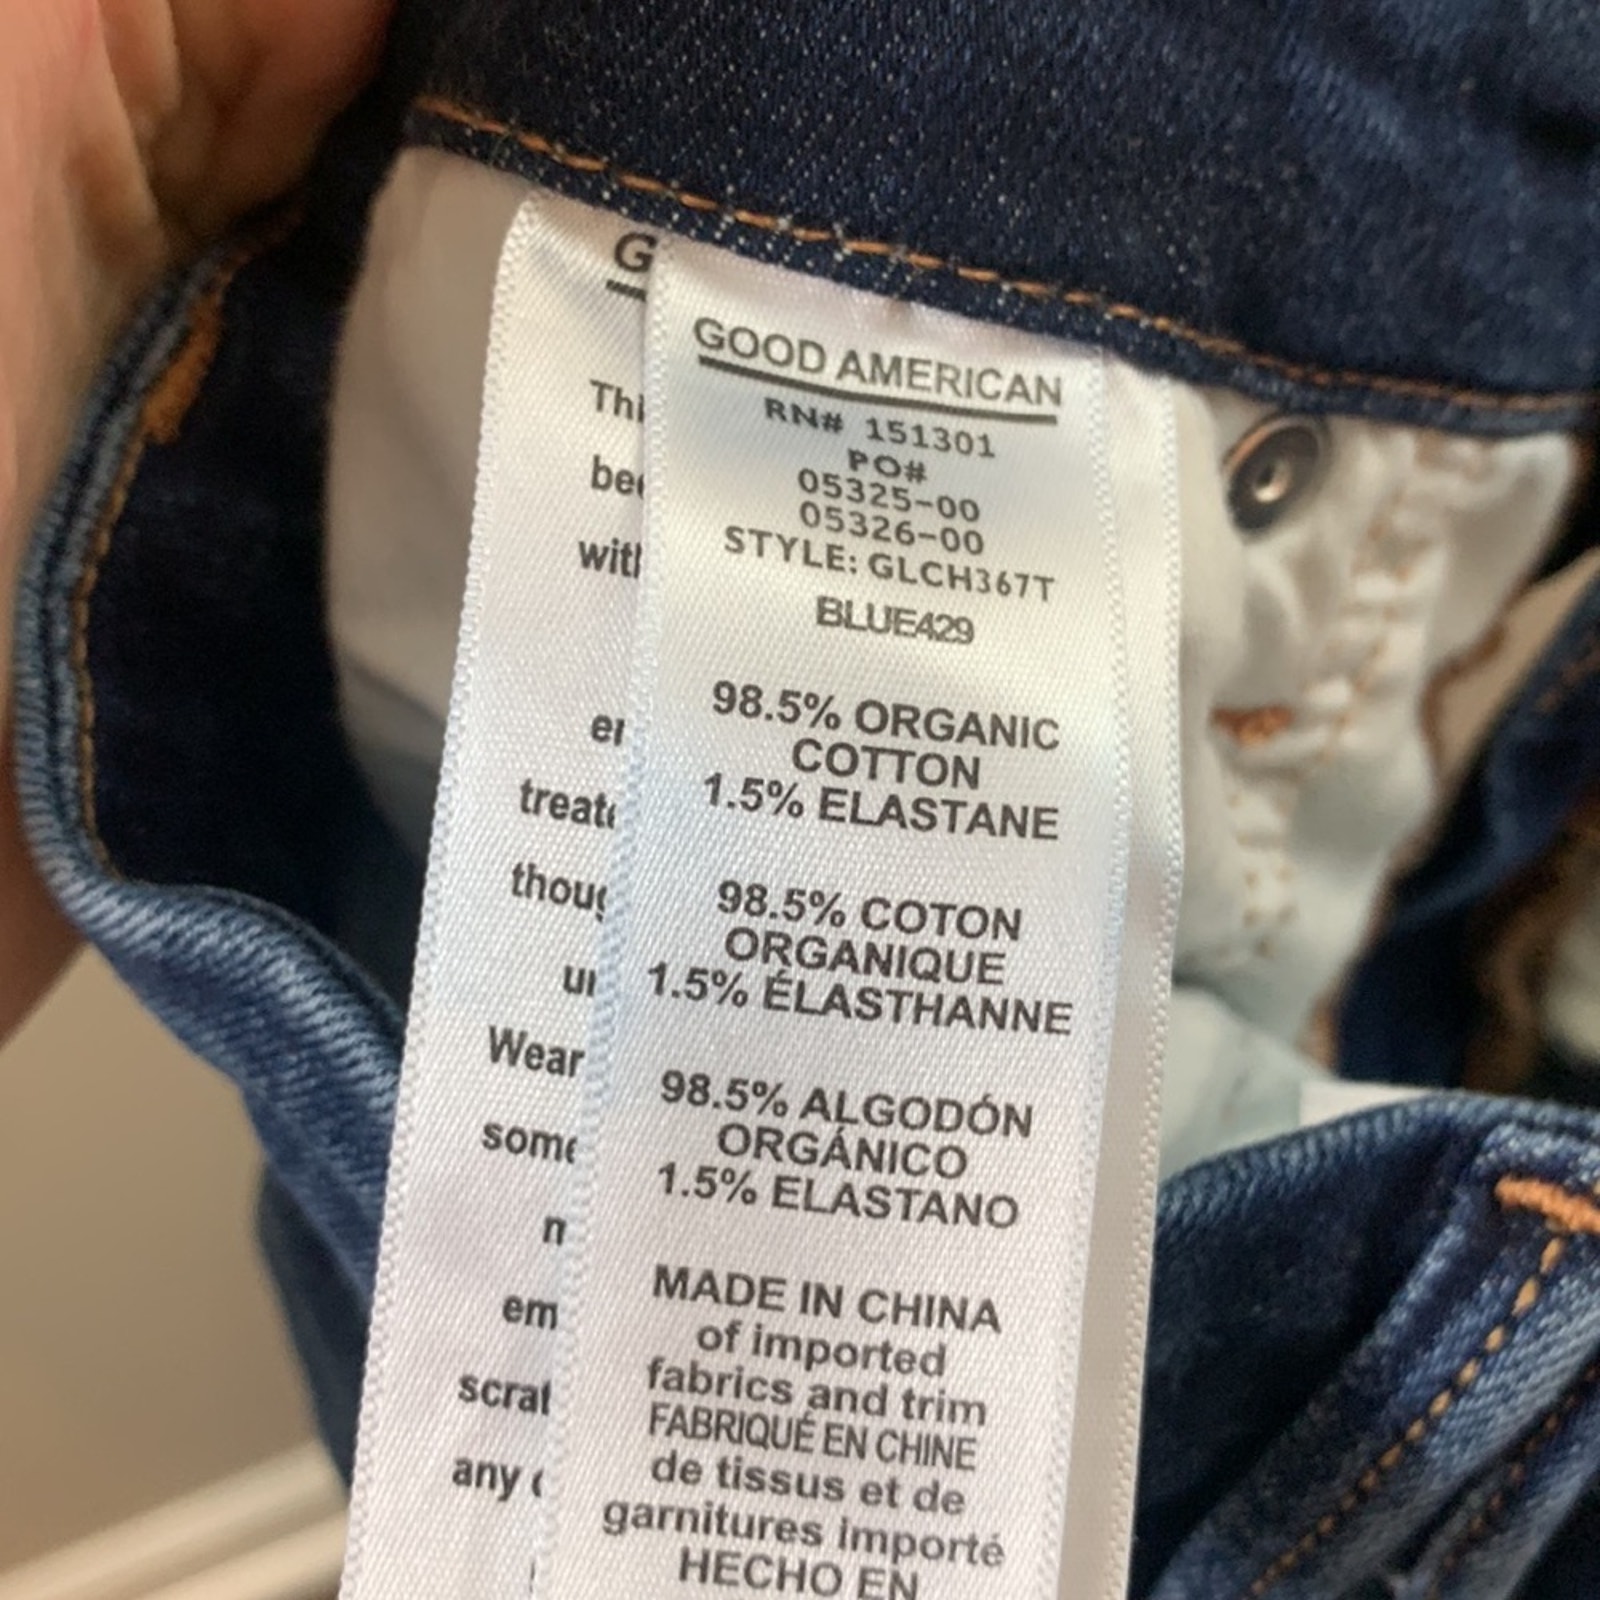 GOOD AMERICAN
RN# 151301
PO#
05325-00
05326-00
STYLE: GLCH367T
BLUE429
98.5% ORGANIC
COTTON
1.5% ELASTANE
98.5% COTON
ORGANIQUE
1.5% ÉLASTHANNE
98.5% ALGODÓN
ORGÁNICO
1.5% ELASTANO
MADE IN CHINA
of imported
fabrics and trim
FABRIQUÉ EN CHINE
de tissus et de
garnitures importé
HECHO EN
Wear